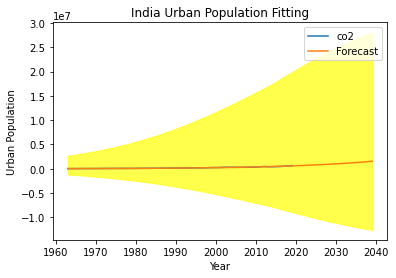 India Urban Population Fitting
1e7
co2
Forecast
3.0
2.5
2.0
1.5
1.0
0.5
0.0
−0.5
−1.0
Urban Population
1960 1970 1980 1990 2000 2010 2020 2030 2040
Year